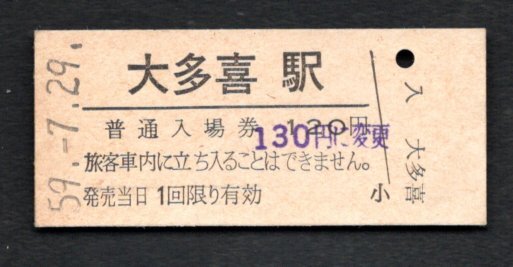 59.-7.29.
大多喜駅
普通入場券 120円
130円に変更
旅客車内に立ち入ることはできません。
発売当日1回限り有効
小
入 大多喜